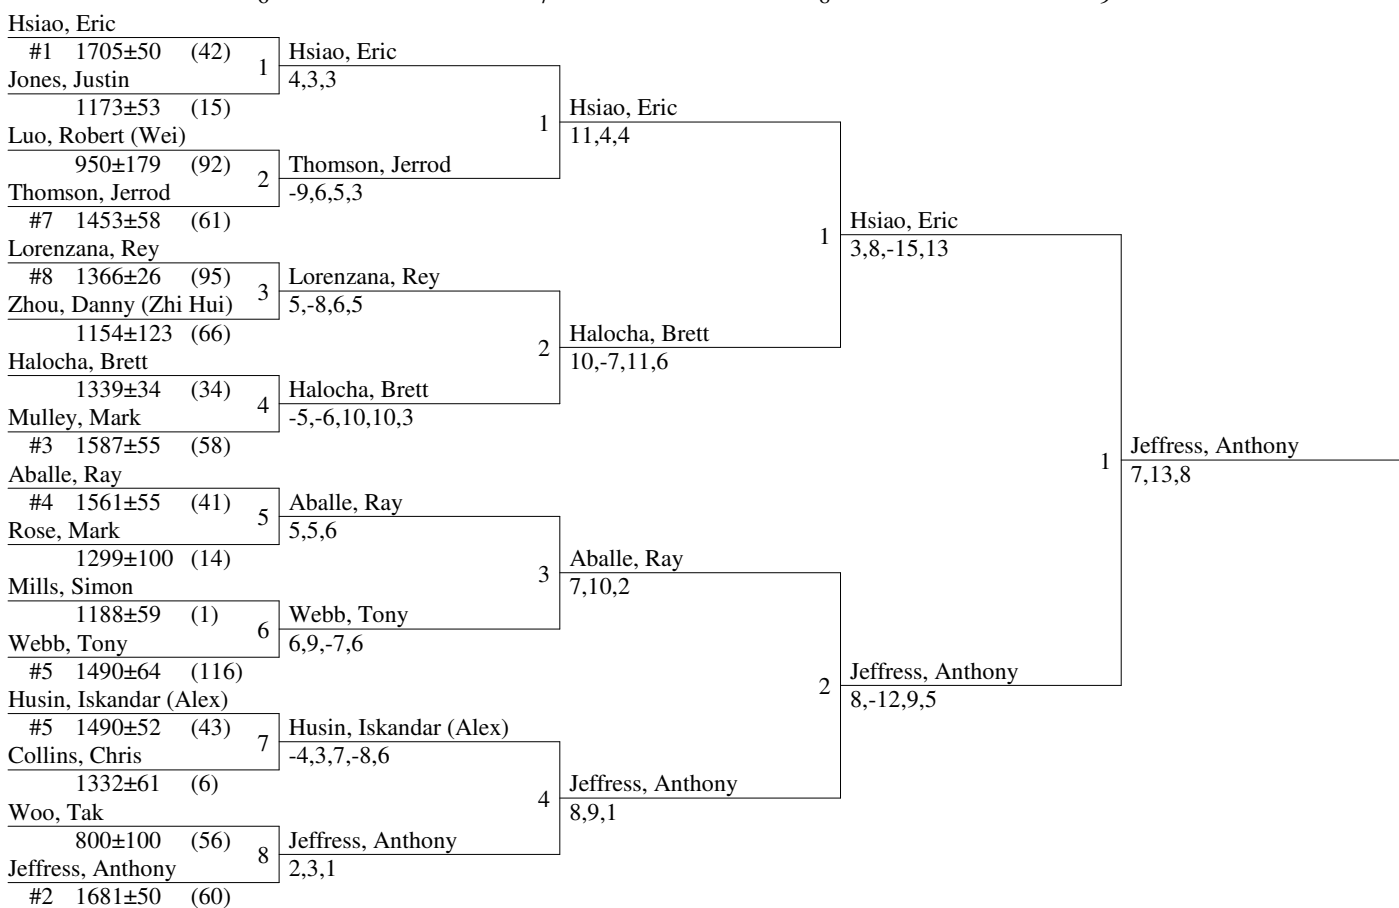 Hsiao, Eric
#1 1705±50 (42)
Jones, Justin
1173±53 (15)
Luo, Robert (Wei)
950±179 (92)
Thomson, Jerrod
#7 1453±58 (61)
Lorenzana, Rey
#8 1366±26 (95)
Zhou, Danny (Zhi Hui)
1154±123 (66)
Halocha, Brett
1339±34 (34)
Mulley, Mark
#3 1587±55 (58)
Aballe, Ray
#4 1561±55 (41)
Rose, Mark
1299±100 (14)
Mills, Simon
1188±59 (1)
Webb, Tony
#5 1490±64 (116)
Husin, Iskandar (Alex)
#5 1490±52 (43)
Collins, Chris
1332±61 (6)
Woo, Tak
800±100 (56)
Jeffress, Anthony
#2 1681±50 (60)
1 Hsiao, Eric
4,3,3
2 Thomson, Jerrod
-9,6,5,3
3 Lorenzana, Rey
5,-8,6,5
4 Halocha, Brett
-5,-6,10,10,3
5 Aballe, Ray
5,5,6
6 Webb, Tony
6,9,-7,6
7 Husin, Iskandar (Alex)
-4,3,7,-8,6
8 Jeffress, Anthony
2,3,1
1 Hsiao, Eric
11,4,4
2 Halocha, Brett
10,-7,11,6
3 Aballe, Ray
7,10,2
4 Jeffress, Anthony
8,9,1
1 Hsiao, Eric
3,8,-15,13
2 Jeffress, Anthony
8,-12,9,5
1 Jeffress, Anthony
7,13,8